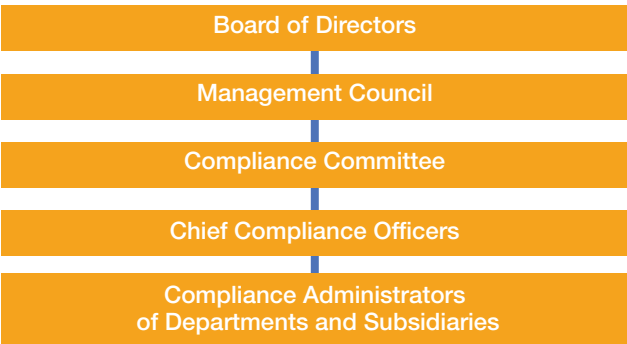 Board of Directors
Management Council
Compliance Committee
Chief Compliance Officers
Compliance Administrators
of Departments and Subsidiaries